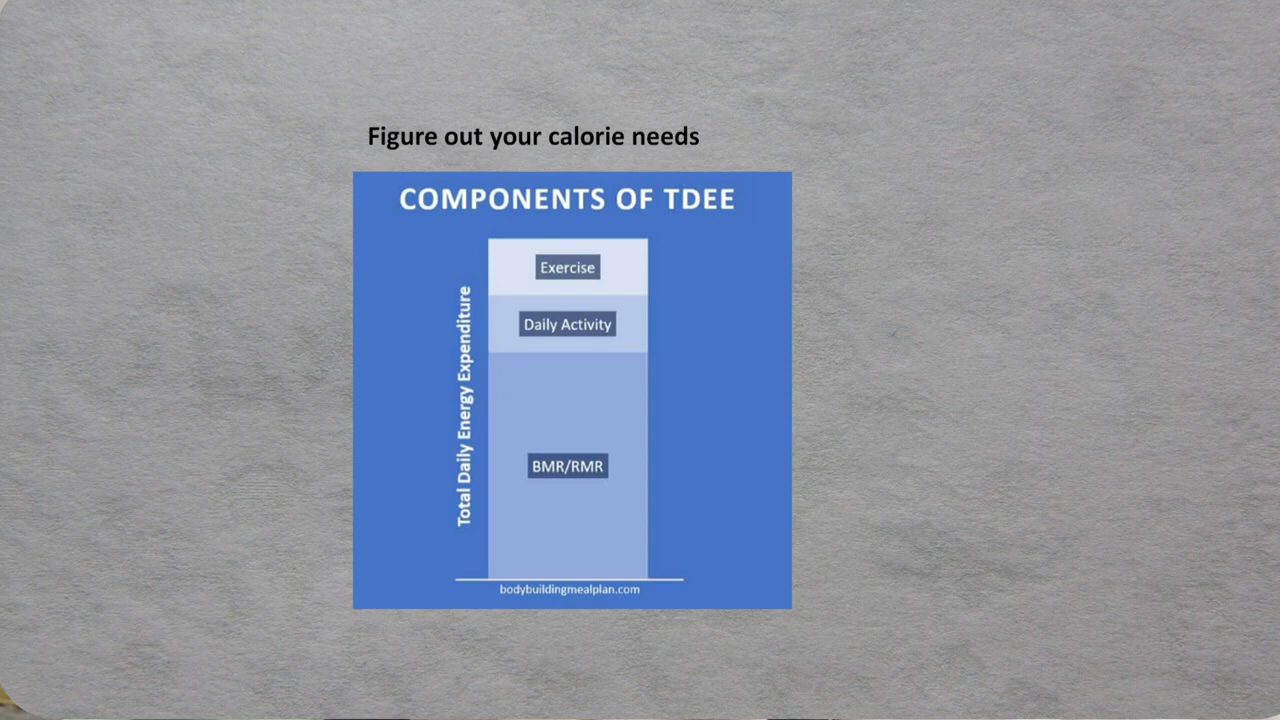 Figure out your calorie needs
COMPONENTS OF TDEE
Exercise
Daily Activity
Total Daily Energy Expenditure
BMR/RMR
bodybuildingmealplan.com